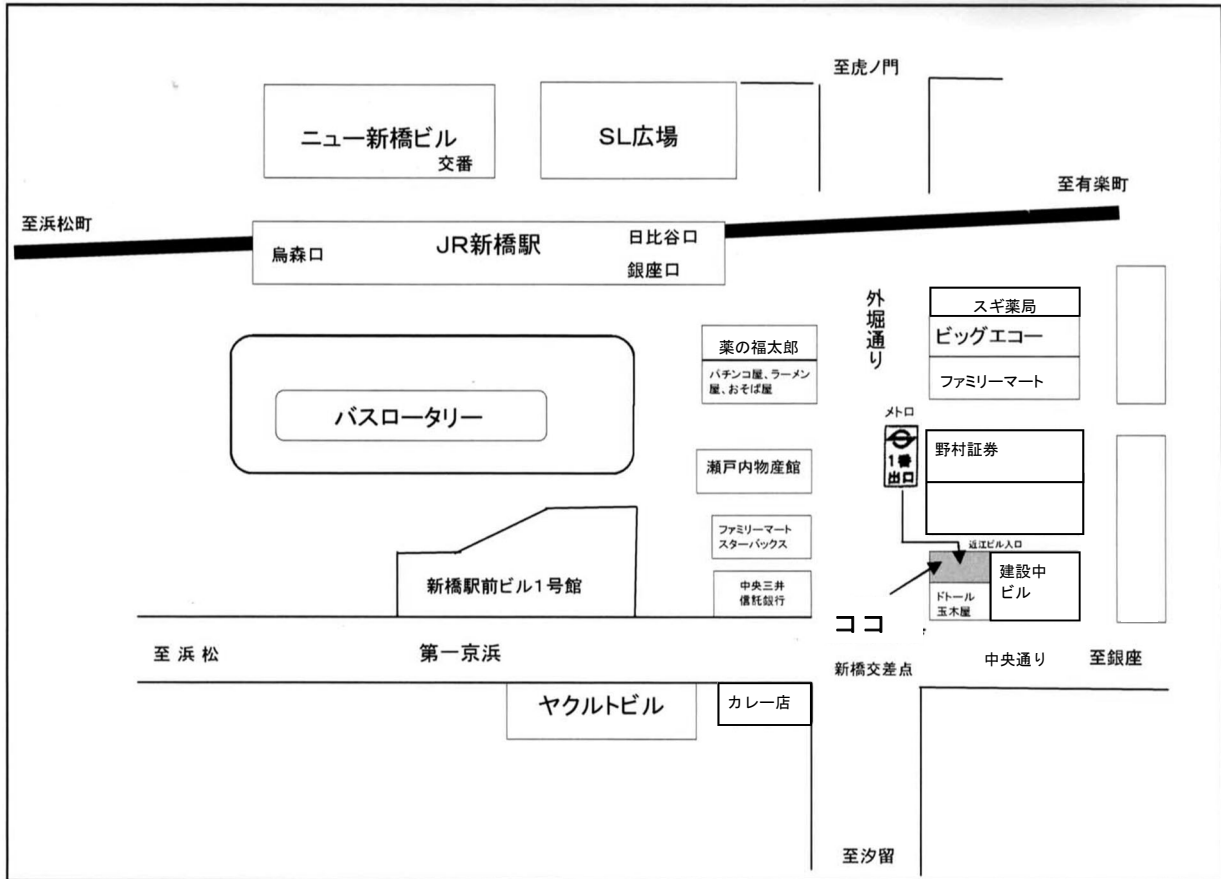 至虎ノ門
ニュー新橋ビル
交番
SL広場
至有楽町
至浜松町
JR新橋駅
烏森口
日比谷口
銀座口
外堀通り
スギ薬局
ビッグエコー
ファミリーマート
薬の福太郎
パチンコ屋、ラーメン
屋、おそば屋
バスロータリー
メトロ
1番
出口
野村証券
瀬戸内物産館
ファミリーマート
スターバックス
近江ビル入口
建設中
ビル
新橋駅前ビル1号館
中央三井
信託銀行
ドトール
玉木屋
ココ
至浜松
第一京浜
新橋交差点
中央通り
至銀座
ヤクルトビル
カレー店
至汐留